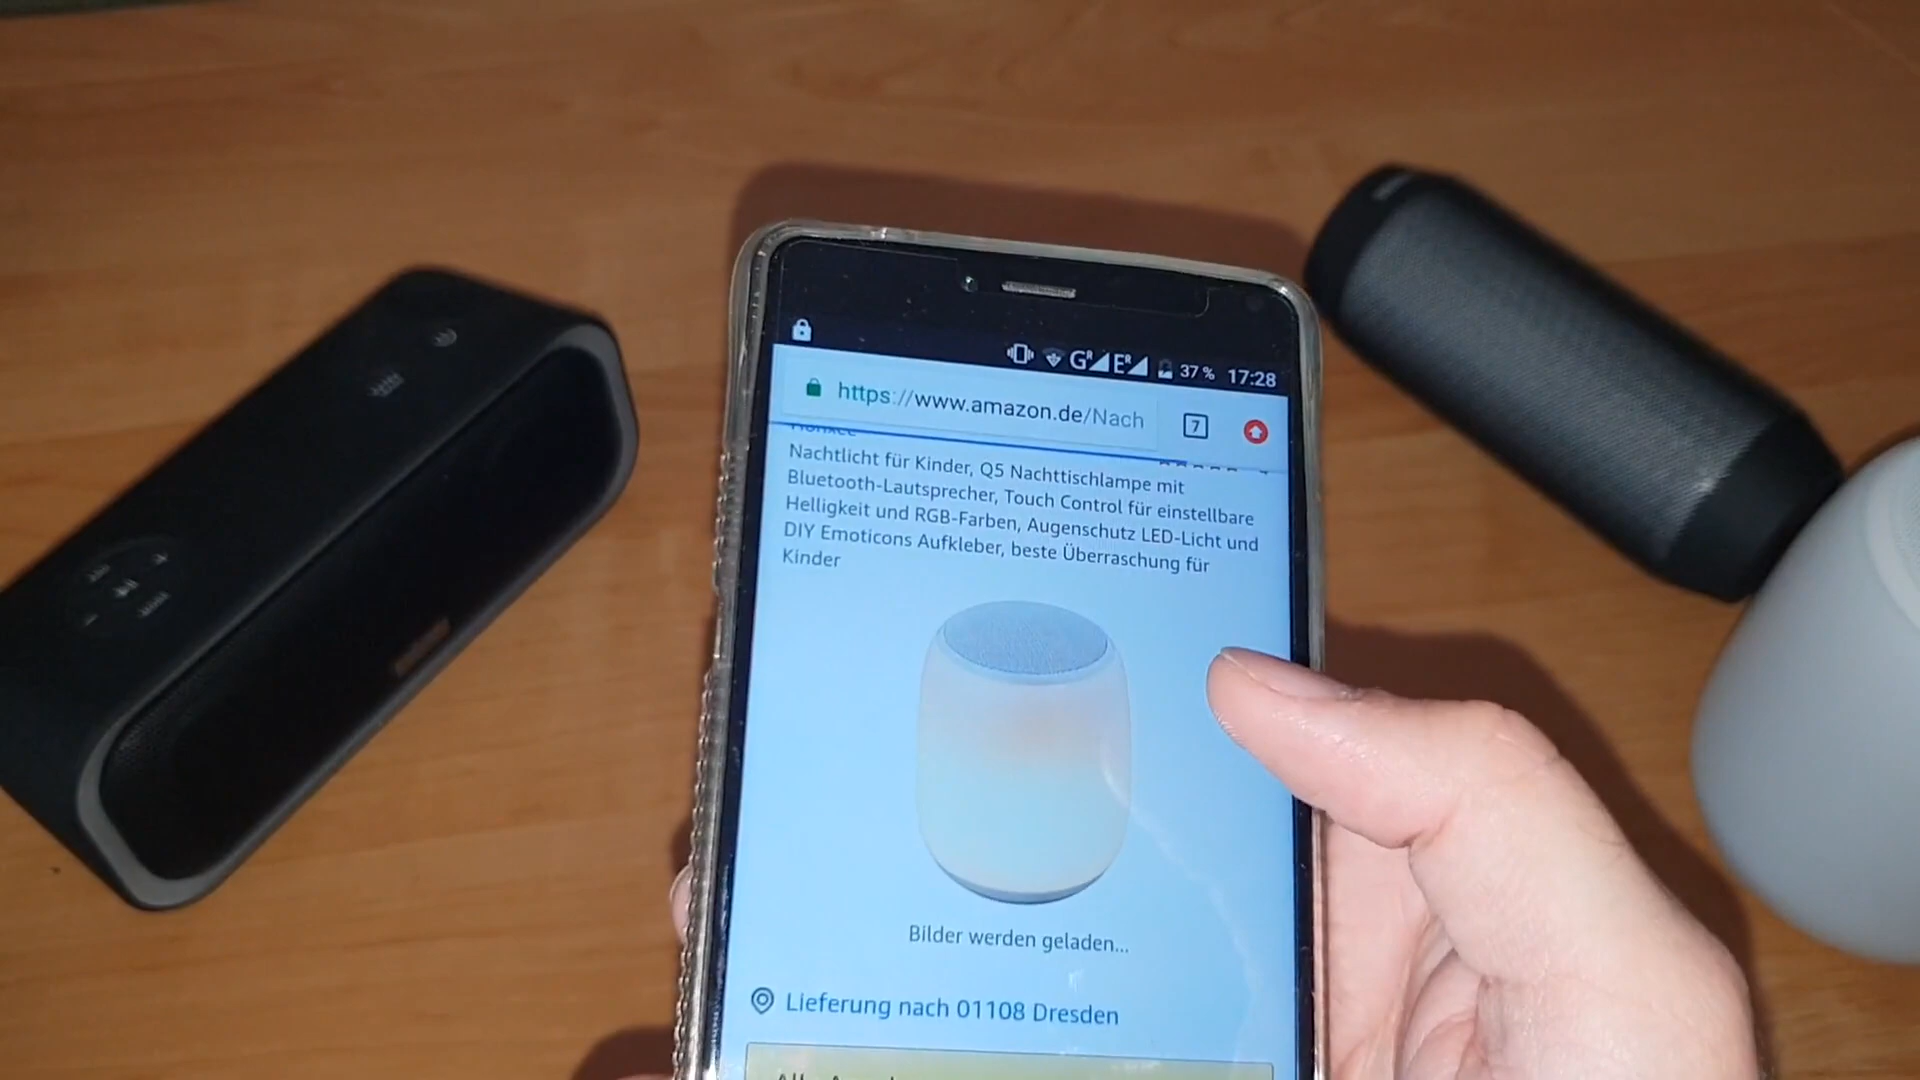 37 % 17:28
https://www.amazon.de/Nach 7
Nachtlicht für Kinder, Q5 Nachttischlampe mit
Bluetooth-Lautsprecher, Touch Control für einstellbare
Helligkeit und RGB-Farben, Augenschutz LED-Licht und
DIY Emoticons Aufkleber, beste Überraschung für
Kinder
Bilder werden geladen...
Lieferung nach 01108 Dresden